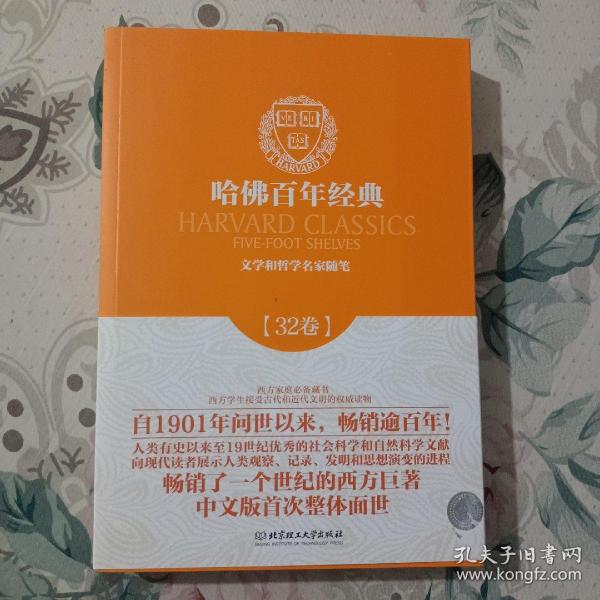 VE RI
TAS
HARVARD
哈佛百年经典
HARVARD CLASSICS
FIVE-FOOT SHELVES
文学和哲学名家随笔
【32卷】
西方家庭必备藏书
西方学生接受古代和近代文明的权威读物
自1901年问世以来，畅销逾百年！
人类有史以来至19世纪优秀的社会科学和自然科学文献
向现代读者展示人类观察、记录、发明和思想演变的进程
畅销了一个世纪的西方巨著
中文版首次整体面世
北京理工大学出版社
BEIJING INSTITUTE OF TECHNOLOGY PRESS
孔夫子旧书网
www.kongfz.com